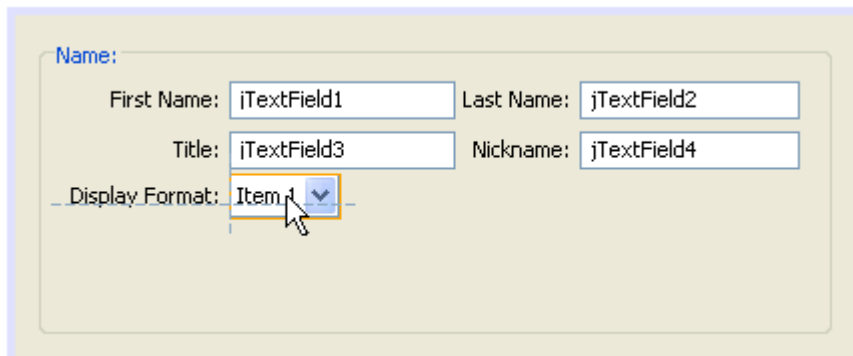 Name:
First Name: jTextField1 Last Name: jTextField2
Title: jTextField3 Nickname: jTextField4
Display Format: Item 1